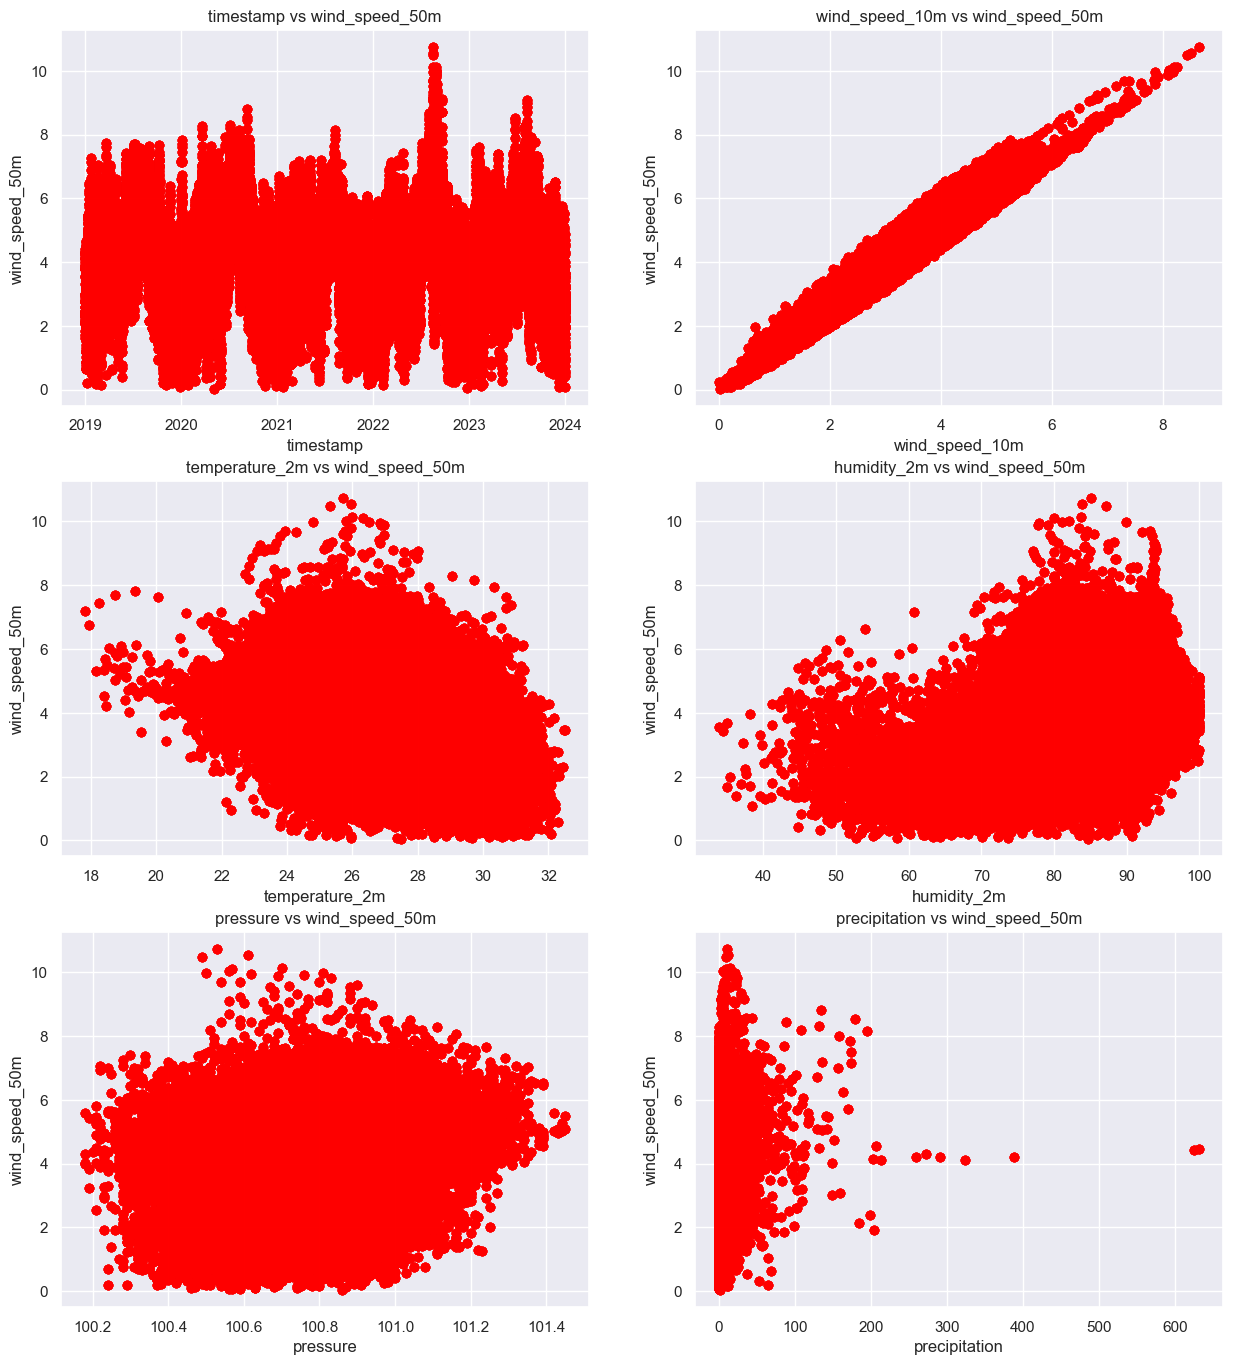 timestamp vs wind_speed_50m
wind_speed_50m
10
8
6
4
2
0
2019 2020 2021 2022 2023 2024
timestamp
wind_speed_10m vs wind_speed_50m
wind_speed_50m
10
8
6
4
2
0
0 2 4 6 8
wind_speed_10m
temperature_2m vs wind_speed_50m
wind_speed_50m
10
8
6
4
2
0
18 20 22 24 26 28 30 32
temperature_2m
humidity_2m vs wind_speed_50m
wind_speed_50m
10
8
6
4
2
0
40 50 60 70 80 90 100
humidity_2m
pressure vs wind_speed_50m
wind_speed_50m
10
8
6
4
2
0
100.2 100.4 100.6 100.8 101.0 101.2 101.4
pressure
precipitation vs wind_speed_50m
wind_speed_50m
10
8
6
4
2
0
0 100 200 300 400 500 600
precipitation